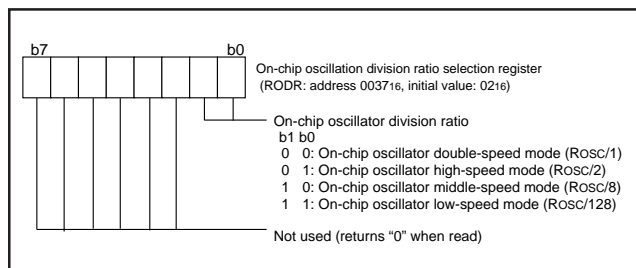 b7 b0
On-chip oscillation division ratio selection register
(RODR: address 003716, initial value: 0216)
On-chip oscillator division ratio
b1 b0
0 0: On-chip oscillator double-speed mode (ROSC/1)
0 1: On-chip oscillator high-speed mode (ROSC/2)
1 0: On-chip oscillator middle-speed mode (ROSC/8)
1 1: On-chip oscillator low-speed mode (ROSC/128)
Not used (returns “0” when read)